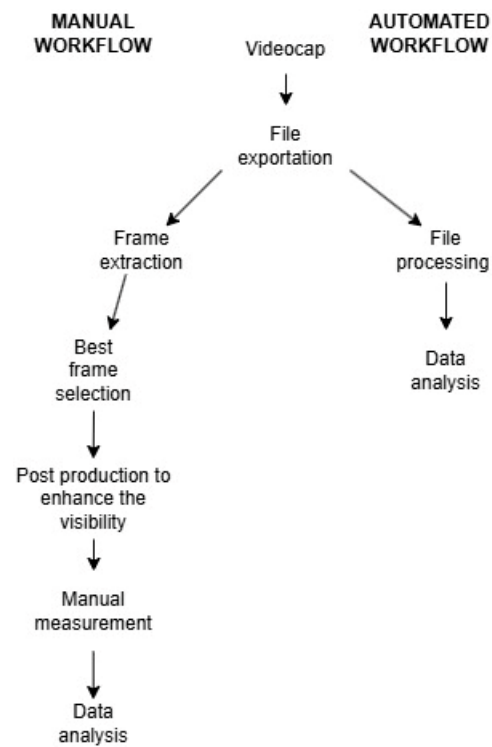 MANUAL
WORKFLOW
AUTOMATED
WORKFLOW
Videocap
File
exportation
Frame
extraction
File
processing
Best
frame
selection
Data
analysis
Post production to
enhance the
visibility
Manual
measurement
Data
analysis